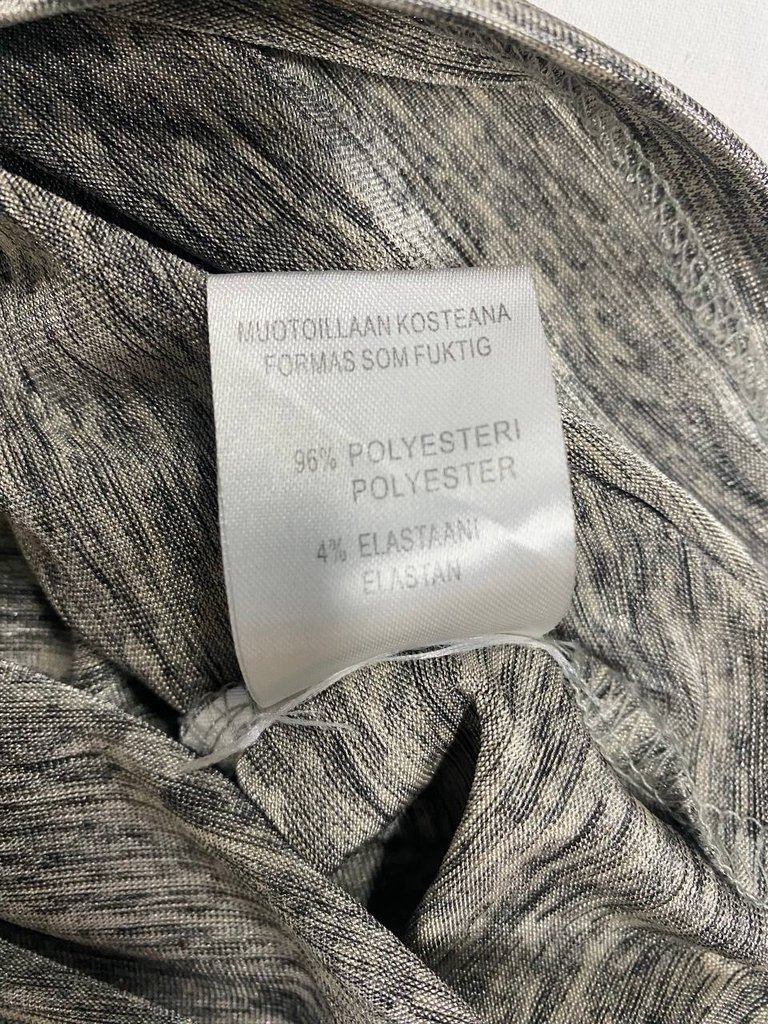 MUOTOILLAAN KOSTEANA
FORMAS SOM FUKTIG
96% POLYESTERI
POLYESTER
4% ELASTAANI
ELASTAN